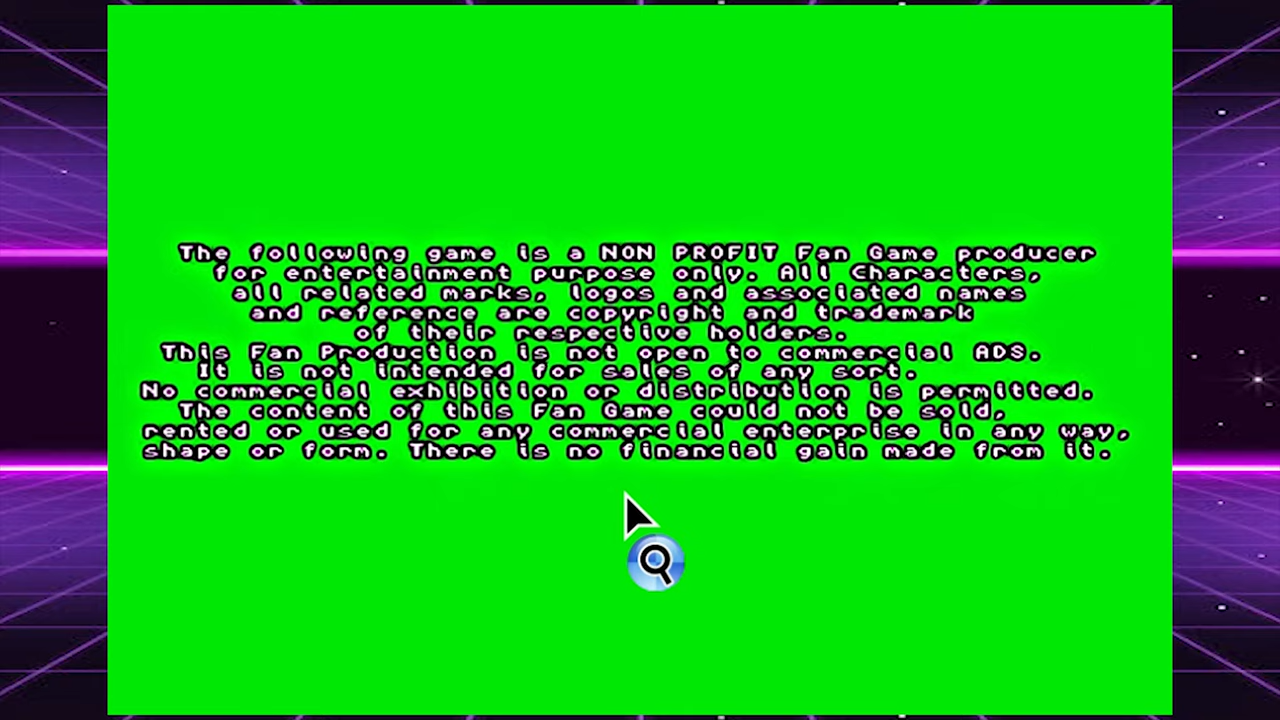 The following game is a NON PROFIT Fan Game producer
for entertainment purpose only. All Characters,
all related marks, logos and associated names
and reference are copyright and trademark
of their respective holders.
This Fan Production is not open to commercial ADS.
It is not intended for sales of any sort.
No commercial exhibition or distribution is permitted.
The content of this Fan Game could not be sold,
rented or used for any commercial enterprise in any way,
shape or form. There is no financial gain made from it.